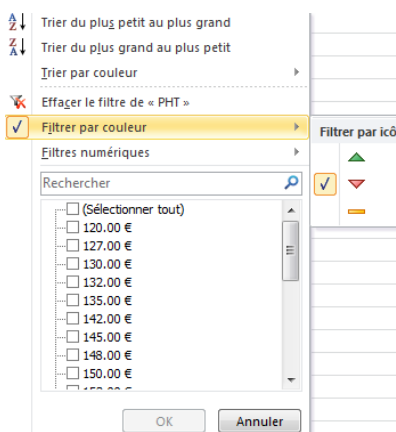 Trier du plus petit au plus grand
Trier du plus grand au plus petit
Trier par couleur
Effacer le filtre de « PHT »
Filtrer par couleur
Filtrer par icô
Filtres numériques
Rechercher
(Sélectionner tout)
120.00 €
127.00 €
130.00 €
132.00 €
135.00 €
142.00 €
145.00 €
148.00 €
150.00 €
OK
Annuler